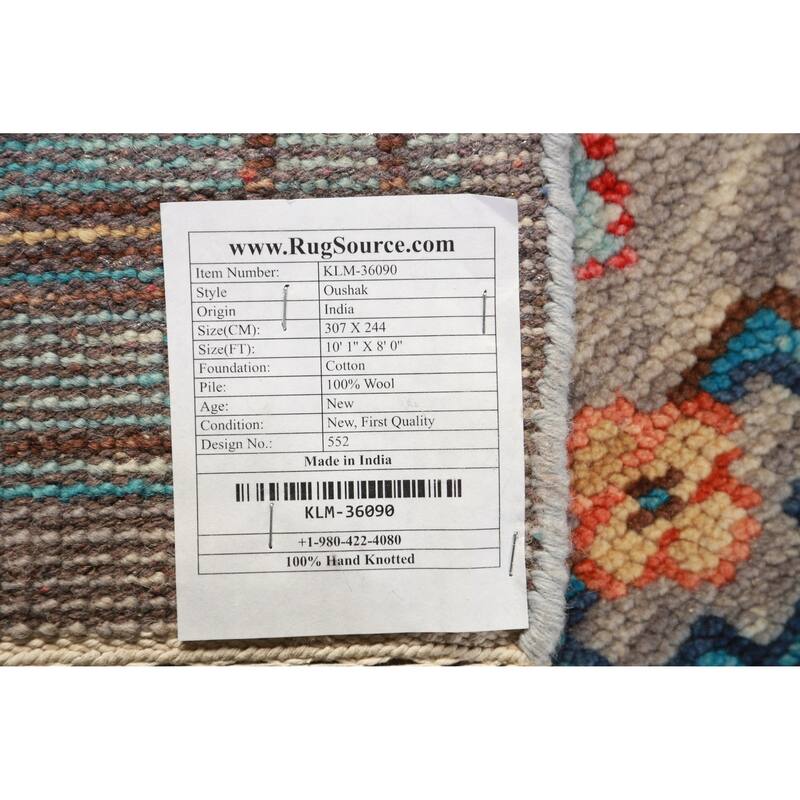 www.RugSource.com
Item Number: KLM-36090
Style Oushak
Origin India
Size(CM): 307 X 244
Size(FT): 10' 1" X 8' 0"
Foundation: Cotton
Pile: 100% Wool
Age: New
Condition: New, First Quality
Design No.: 552
Made in India
KLM-36090
+1-980-422-4080
100% Hand Knotted